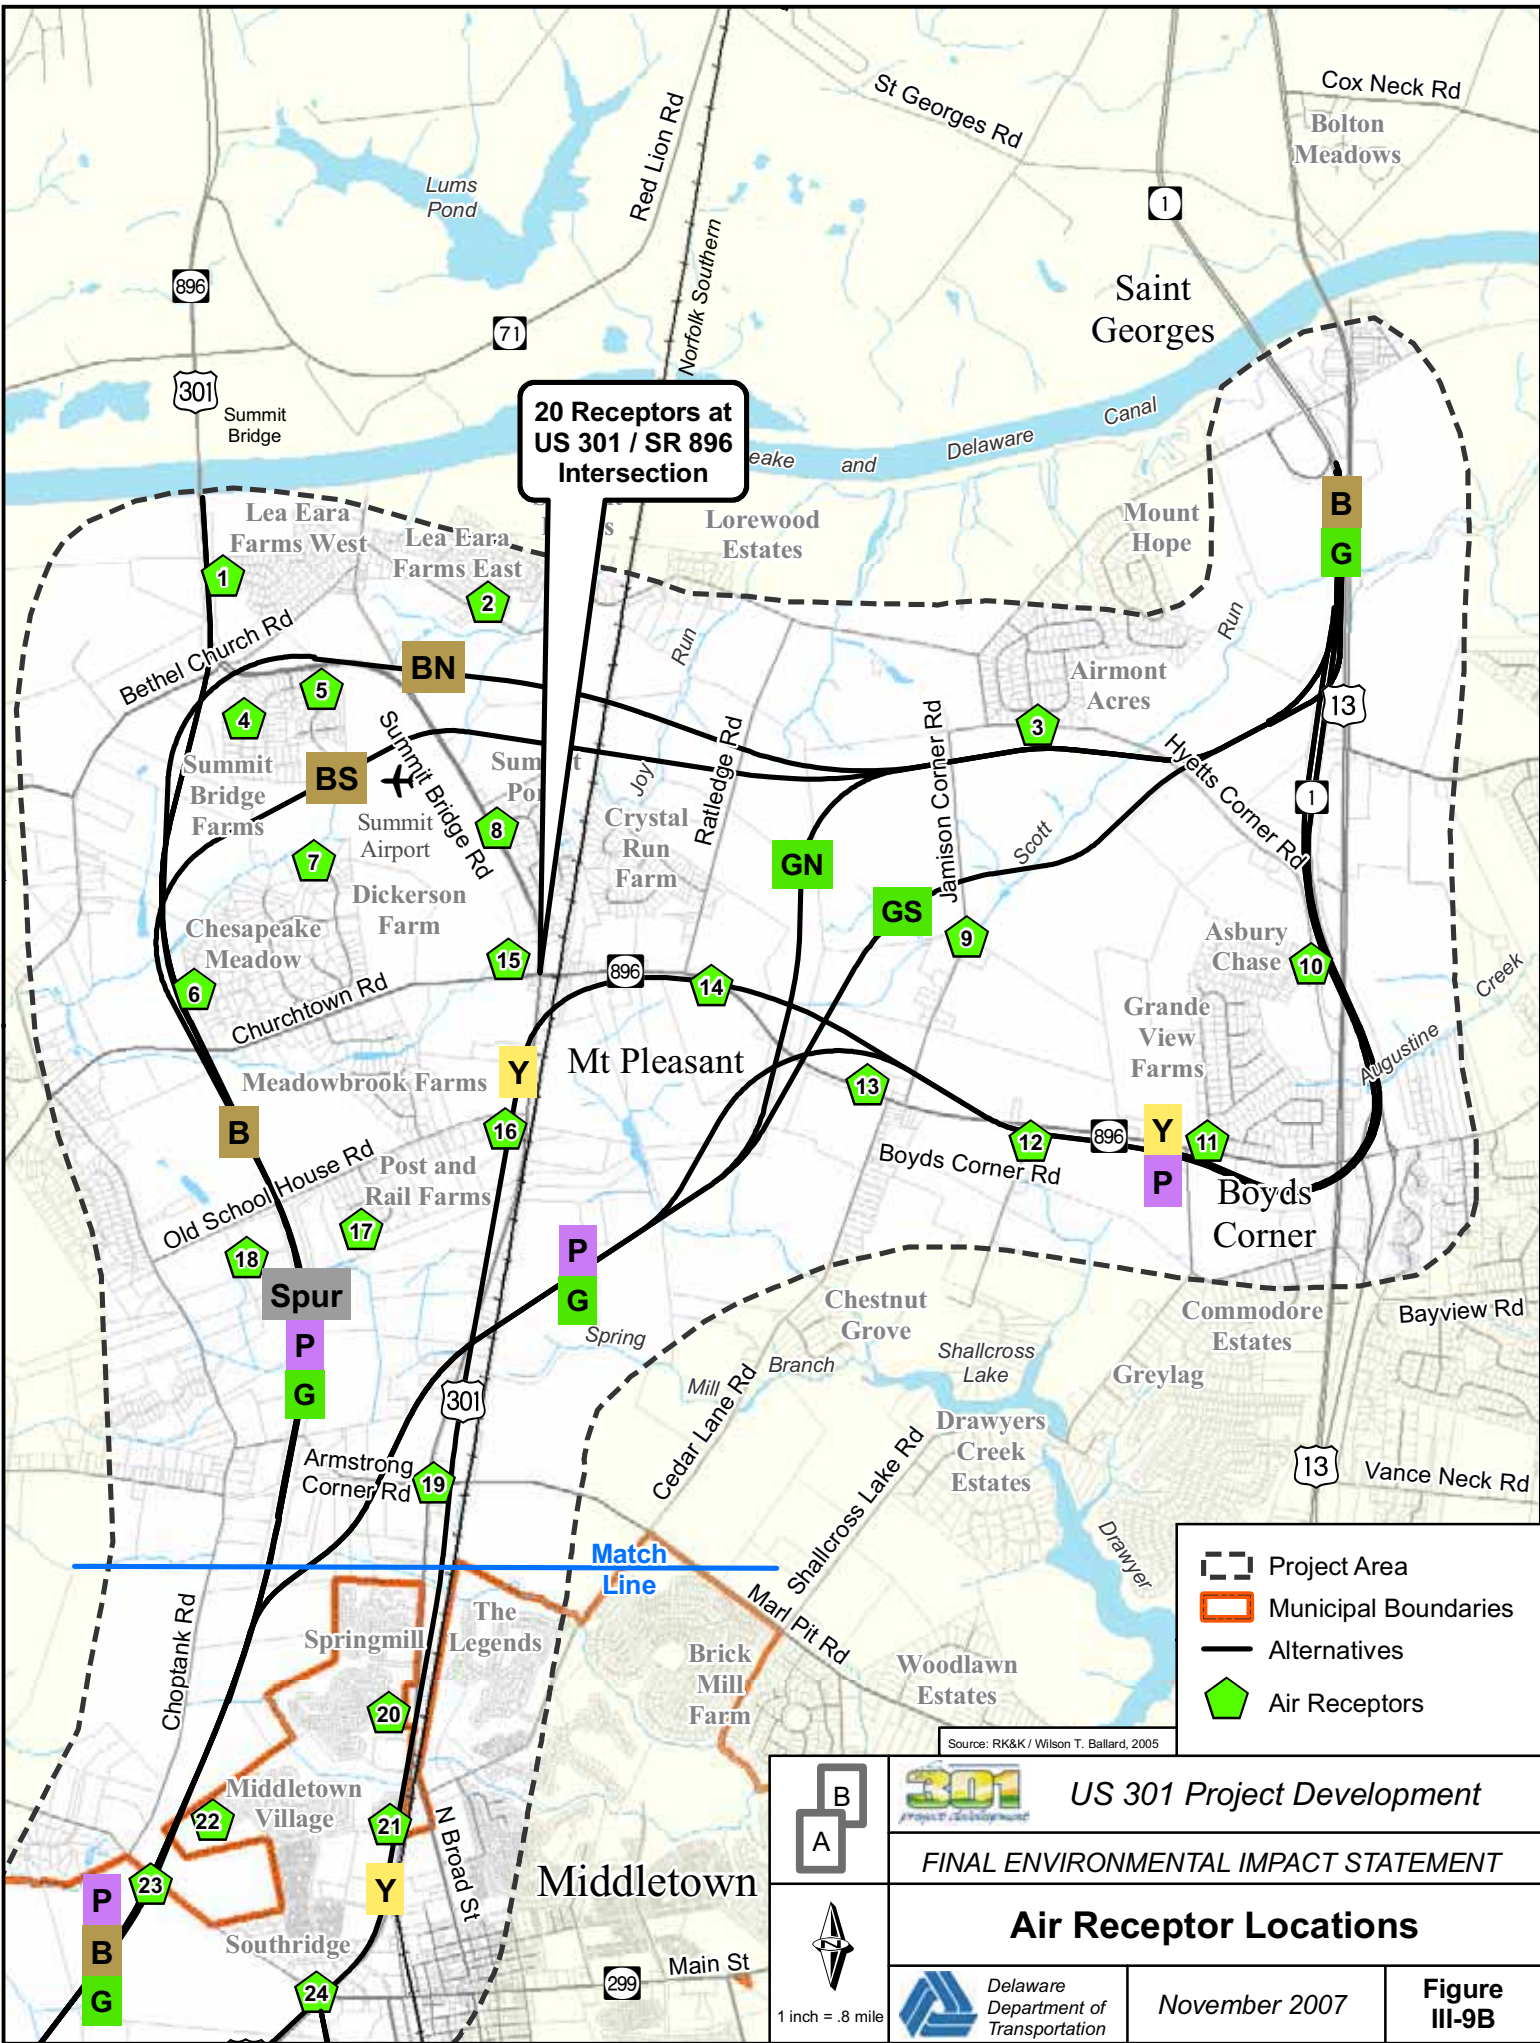 Cox Neck Rd
St Georges Rd
Bolton
Meadows
Red Lion Rd
Lums
Pond
1
896
Norfolk Southern
Saint
Georges
71
301
Summit
Bridge
20 Receptors at
US 301 / SR 896
Intersection
eake and Delaware Canal
Lea Eara
Farms West
Lea Eara
Farms East
s
Lorewood
Estates
Mount
Hope
B
G
1
2
Bethel Church Rd
Run
Run
BN
Airmont
Acres
5
4
3
13
Summit Bridge Rd
Ratledge Rd
Jamison Corner Rd
Hyetts Corner Rd
Summit
Bridge
Farms
BS
Joy
1
Summit
Airport
8
Crystal
Run
Farm
Scott
7
GN
Dickerson
Farm
GS
Chesapeake
Meadow
15
9
Asbury
Chase
10
896
14
6
Churchtown Rd
Creek
Augustine
Grande
View
Farms
Mt Pleasant
Y
Meadowbrook Farms
13
16
B
12
896
Y
P
11
Old School House Rd
Post and
Rail Farms
Boyds Corner Rd
Boyds
Corner
17
18
Spur
P
G
P
G
Spring
Mill
Branch
Chestnut
Grove
Shallcross
Lake
Commodore
Estates
Bayview Rd
Greylag
301
Cedar Lane Rd
Drawyers
Creek
Estates
Shallcross Lake Rd
Armstrong
Corner Rd
19
13
Vance Neck Rd
Drawyer
Match
Line
Marl Pit Rd
Choptank Rd
Springmill
The
Legends
Brick
Mill
Farm
Woodlawn
Estates
Project Area
Municipal Boundaries
Alternatives
Air Receptors
20
Source: RK&K / Wilson T. Ballard, 2005
Middletown
Village
22
21
N Broad St
23
Y
Middletown
P
B
G
Southridge
24
299
Main St
B
A
301
project development
US 301 Project Development
FINAL ENVIRONMENTAL IMPACT STATEMENT
N
1 inch = .8 mile
Air Receptor Locations
Delaware
Department of
Transportation
November 2007
Figure
III-9B